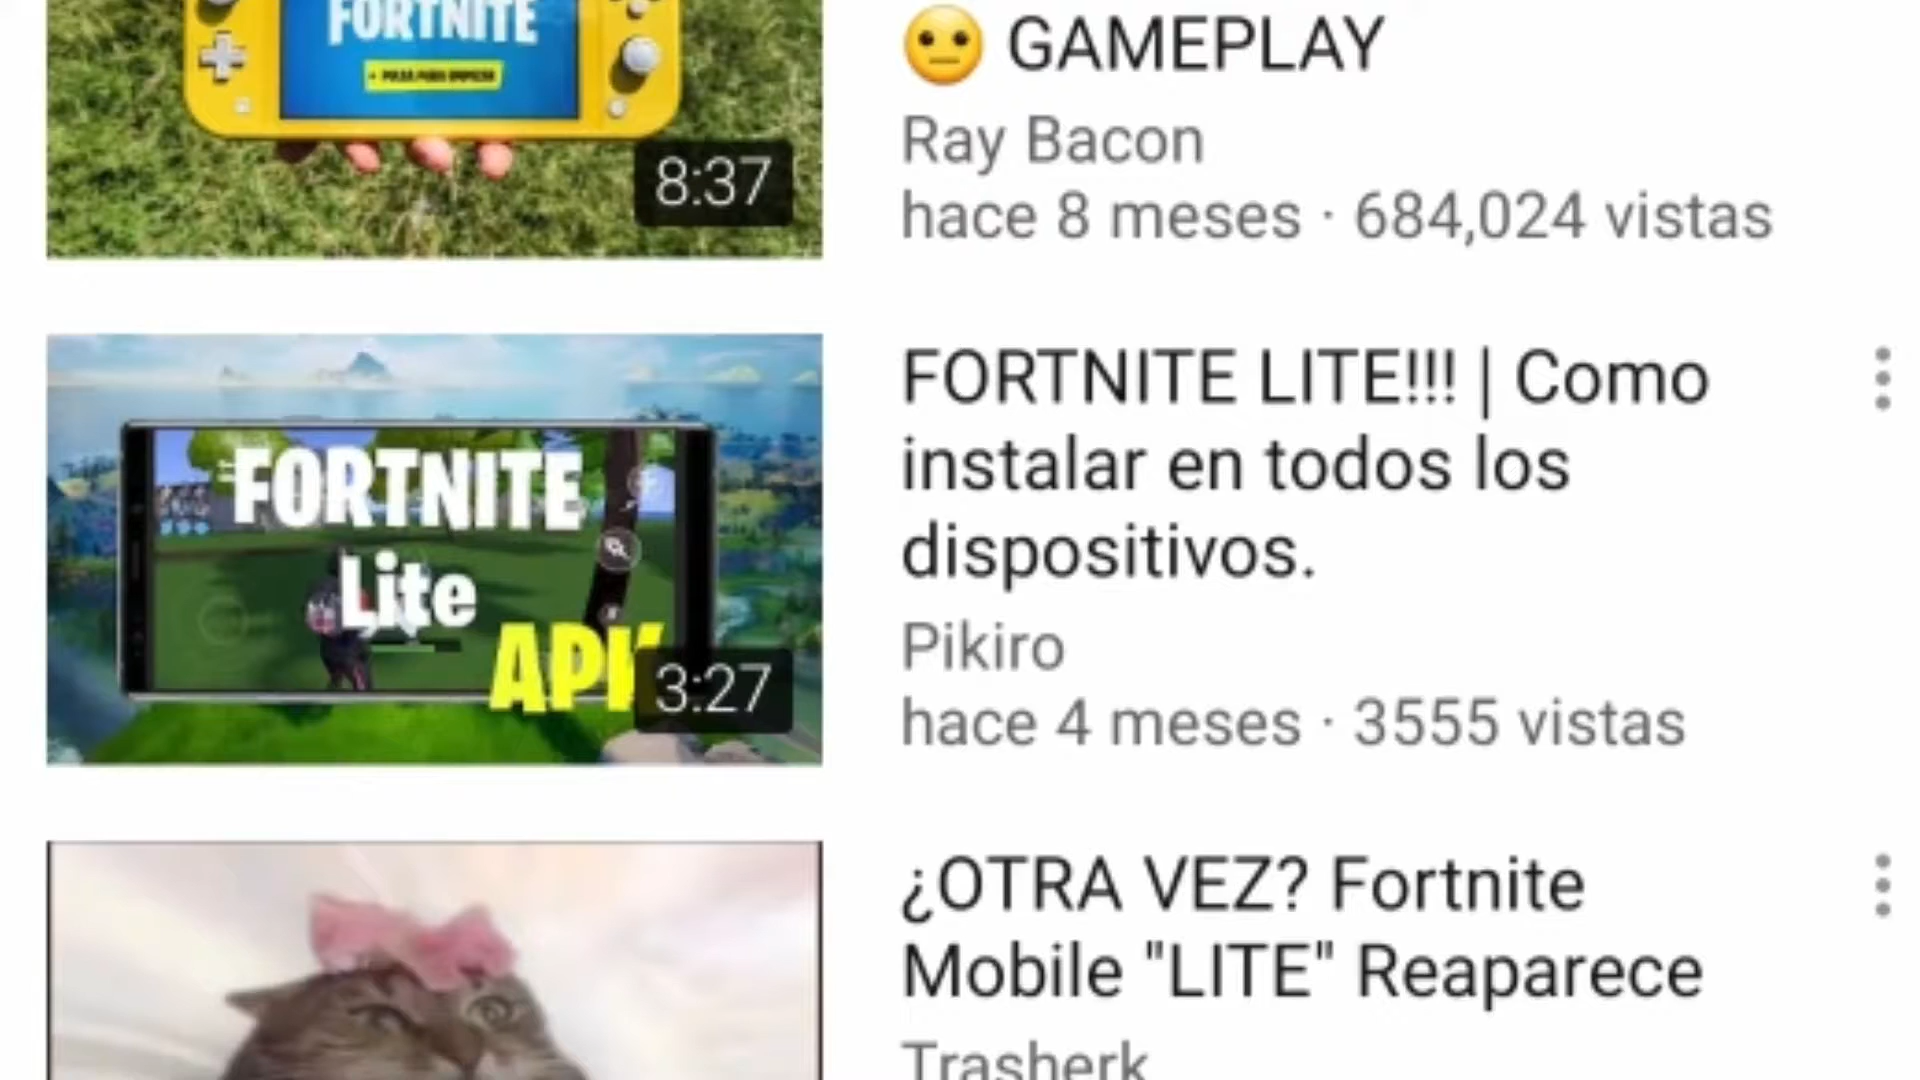 FORTNITE
8:37
😐 GAMEPLAY
Ray Bacon
hace 8 meses · 684,024 vistas
FORTNITE
Lite
APK
3:27
FORTNITE LITE!!! | Como
instalar en todos los
dispositivos.
Pikiro
hace 4 meses · 3555 vistas
¿OTRA VEZ? Fortnite
Mobile "LITE" Reaparece
Trasherk